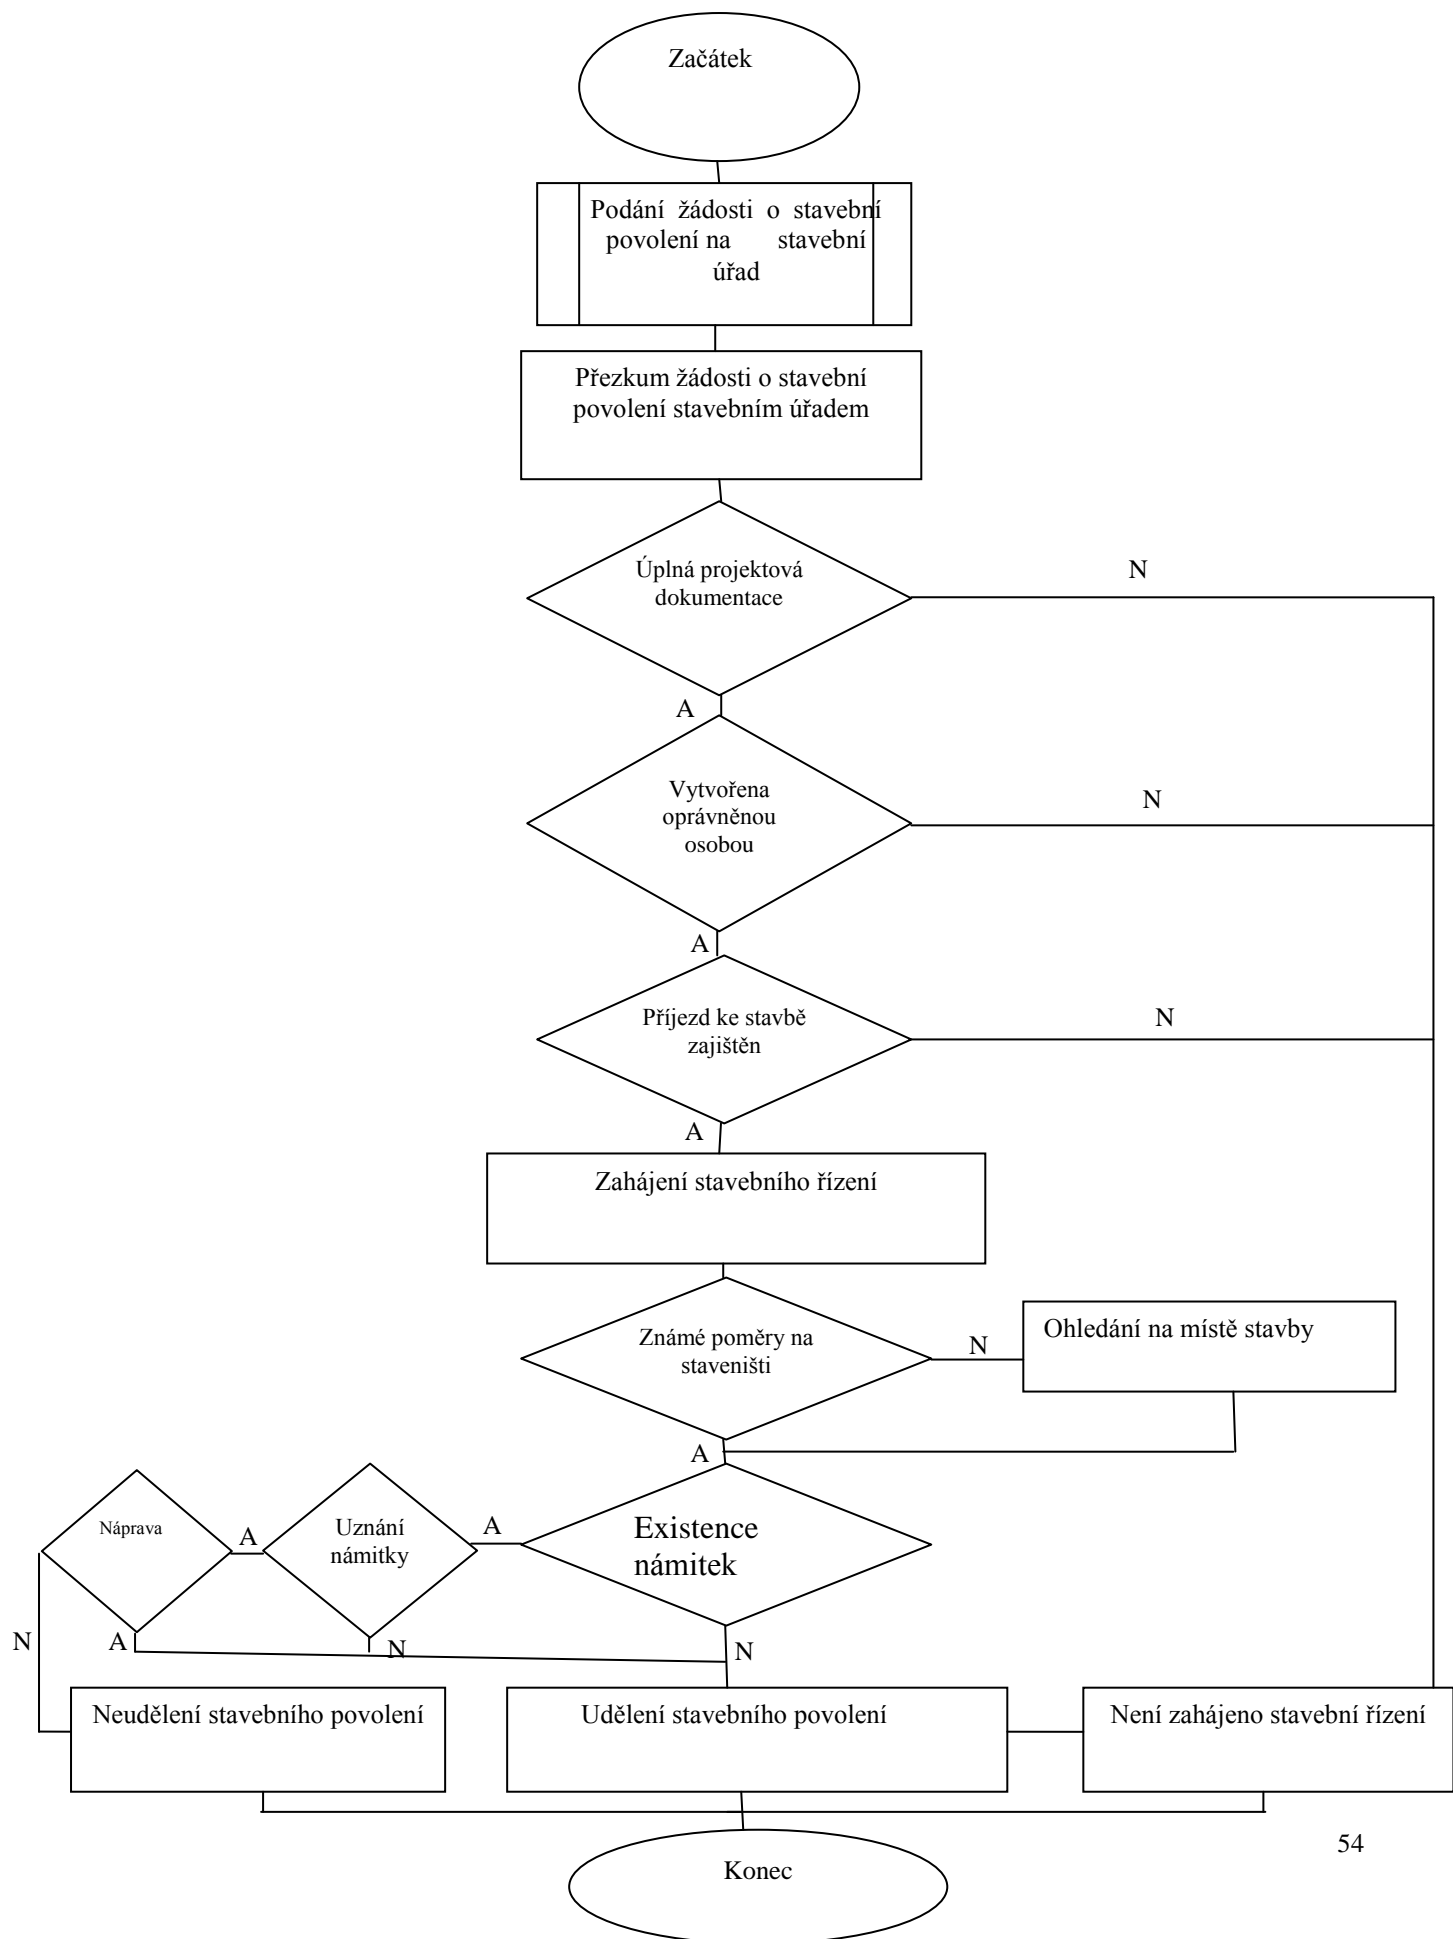 Začátek
Podání žádosti o stavební
povolení na stavební
úřad
Přezkum žádosti o stavební
povolení stavebním úřadem
Úplná projektová
dokumentace
N
A
Vytvořena
oprávněnou
osobou
N
A
Příjezd ke stavbě
zajištěn
N
A
Zahájení stavebního řízení
Známé poměry na
staveništi
N
Ohledání na místě stavby
A
Náprava
A
Uznání
námitky
A
Existence
námitek
N
A
N
N
Neudělení stavebního povolení
Udělení stavebního povolení
Není zahájeno stavební řízení
54
Konec